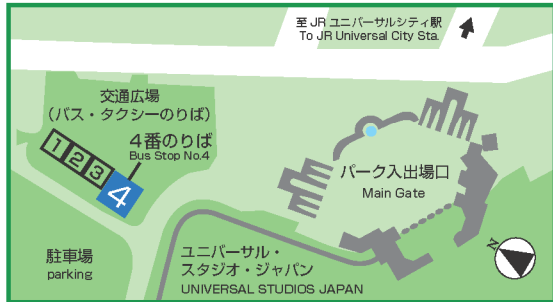 至 JR ユニバーサルシティ駅
To JR Universal City Sta.
交通広場
(バス・タクシーのりば)
4番のりば
Bus Stop No.4
1 2 3 4
パーク入出場口
Main Gate
駐車場
parking
ユニバーサル・
スタジオ・ジャパン
UNIVERSAL STUDIOS JAPAN
N